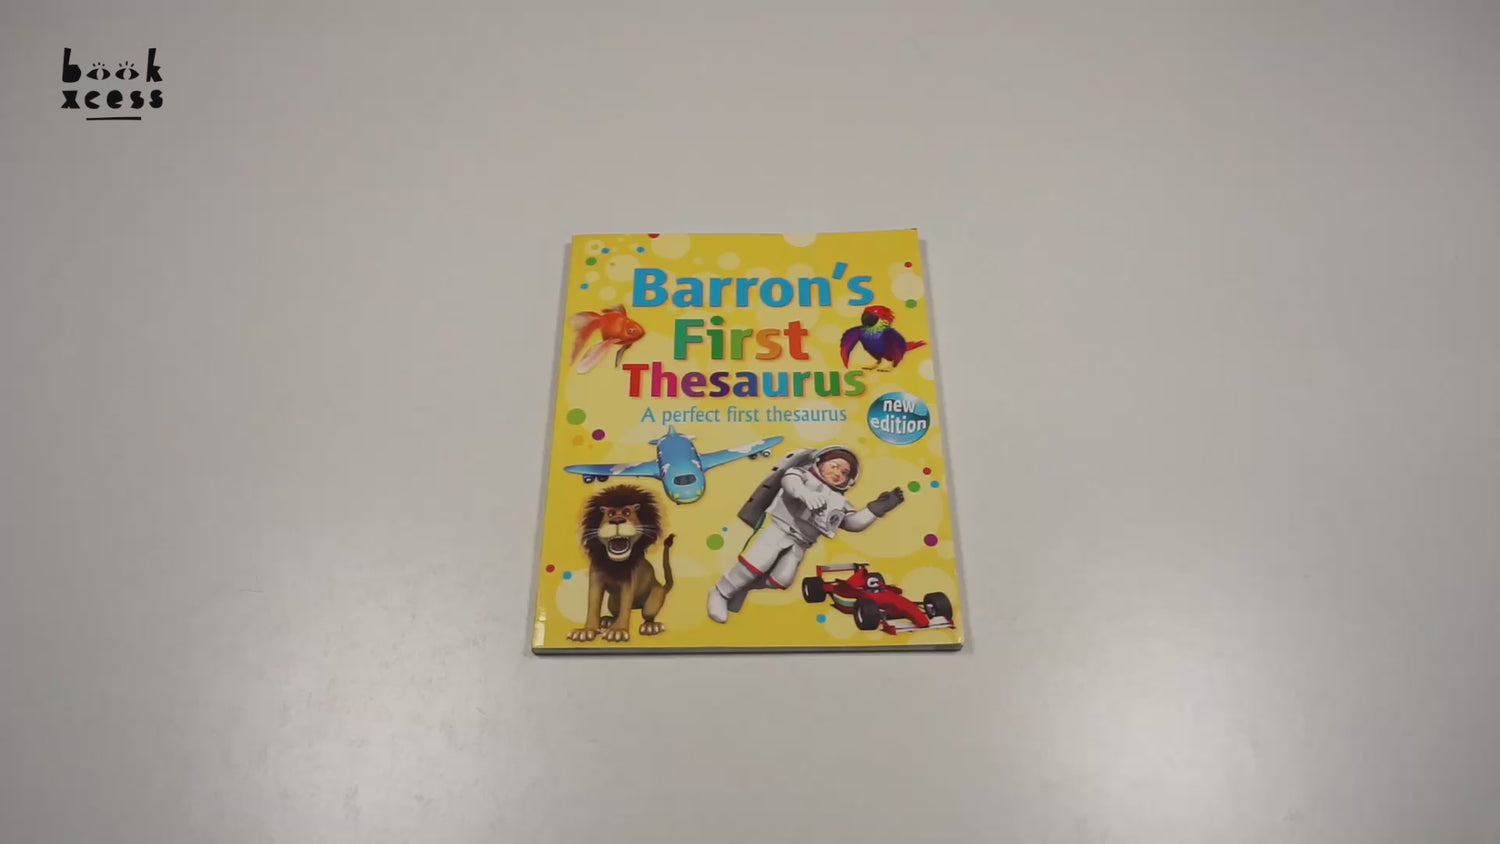 book
xcess
Barron's
First
Thesaurus
A perfect first thesaurus
new
edition